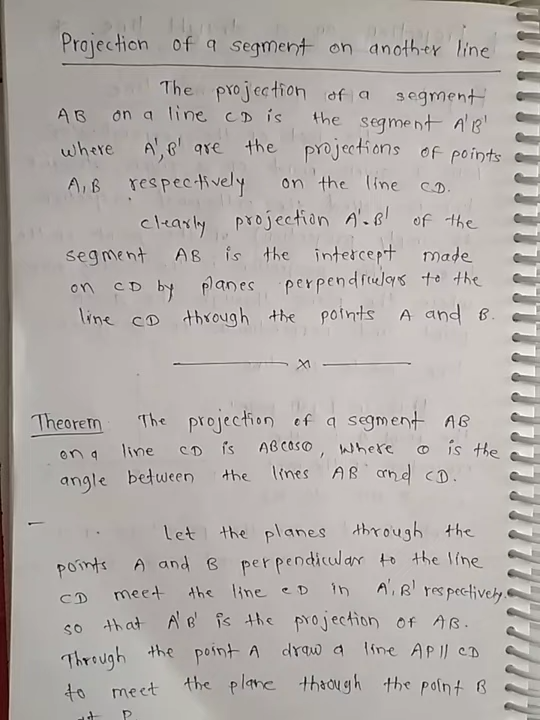 Projection of a segment on another line
The projection of a segment
AB on a line CD is the segment A'B'
where A', B' are the projections of points
A, B respectively on the line CD.
clearly projection A'B' of the
segment AB is the intercept made
on CD by planes perpendiculars to the
line CD through the points A and B.
x
Theorem The projection of a segment AB
on a line CD is ABcosθ, where θ is the
angle between the lines AB and CD.
Let the planes through the
points A and B perpendicular to the line
CD meet the line CD in A', B' respectively.
so that A'B' is the projection of AB.
Through the point A draw a line AP || CD
to meet the plane through the point B
at P